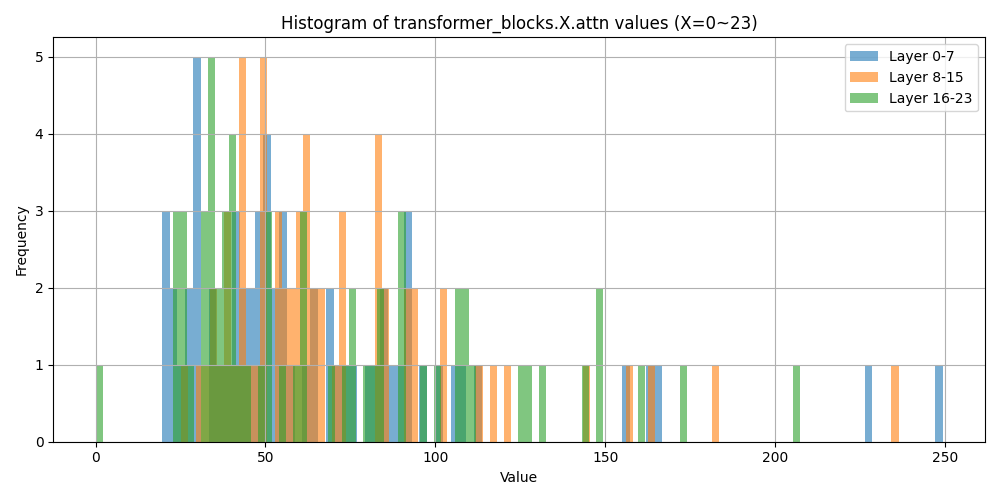 Histogram of transformer_blocks.X.attn values (X=0~23)
Layer 0-7
Layer 8-15
Layer 16-23
Frequency
5
4
3
2
1
0
0 50 100 150 200 250
Value